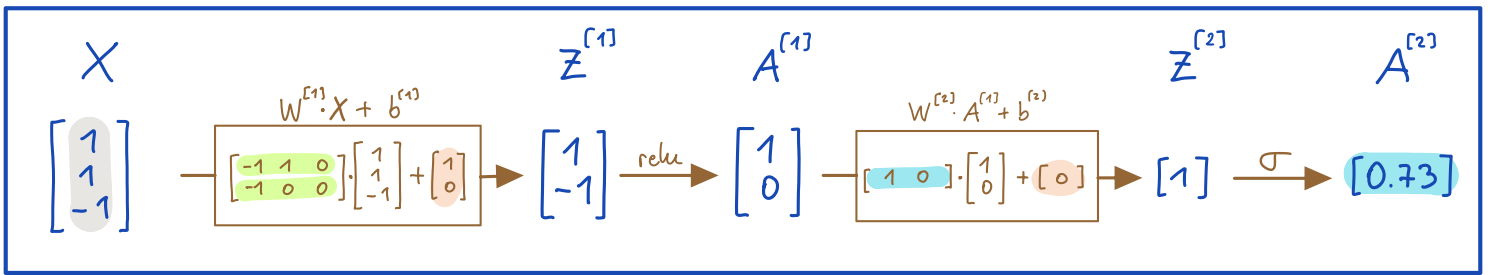 X
[1 1 -1]
W^[1]·X + b^[1]
[-1 1 0
-1 0 0]·[1 1 -1] + [1 0]
Z^[1]
[1 -1]
relu
A^[1]
[1 0]
W^[2]·A^[1] + b^[2]
[1 0]·[1 0] + [0]
Z^[2]
[1]
σ
A^[2]
[0.73]